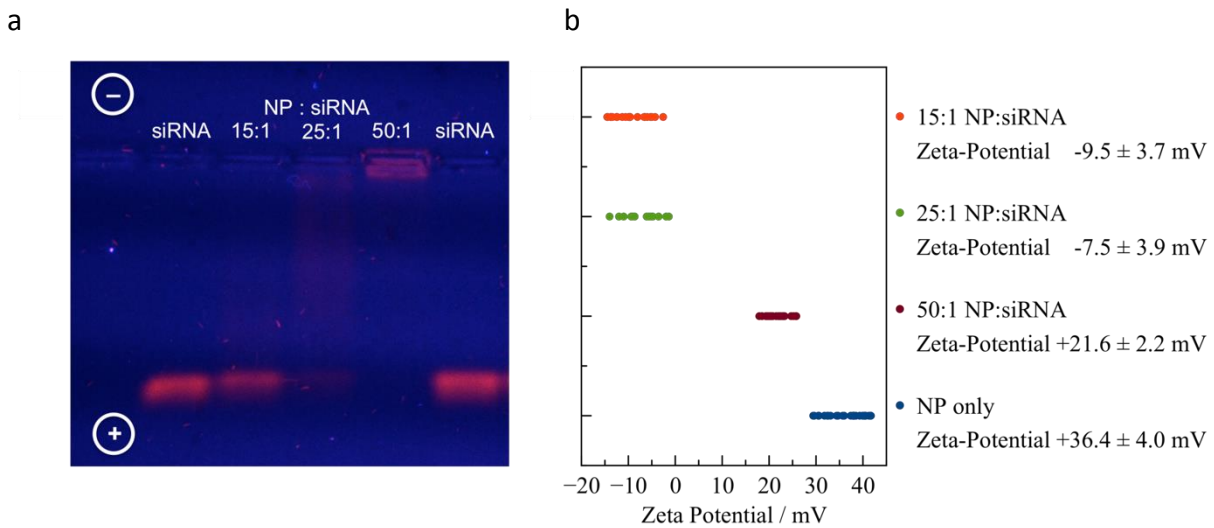 a
b
−
NP : siRNA
siRNA 15:1 25:1 50:1 siRNA
+
15:1 NP:siRNA
Zeta-Potential -9.5 ± 3.7 mV
25:1 NP:siRNA
Zeta-Potential -7.5 ± 3.9 mV
50:1 NP:siRNA
Zeta-Potential +21.6 ± 2.2 mV
NP only
Zeta-Potential +36.4 ± 4.0 mV
−20 −10 0 10 20 30 40
Zeta Potential / mV